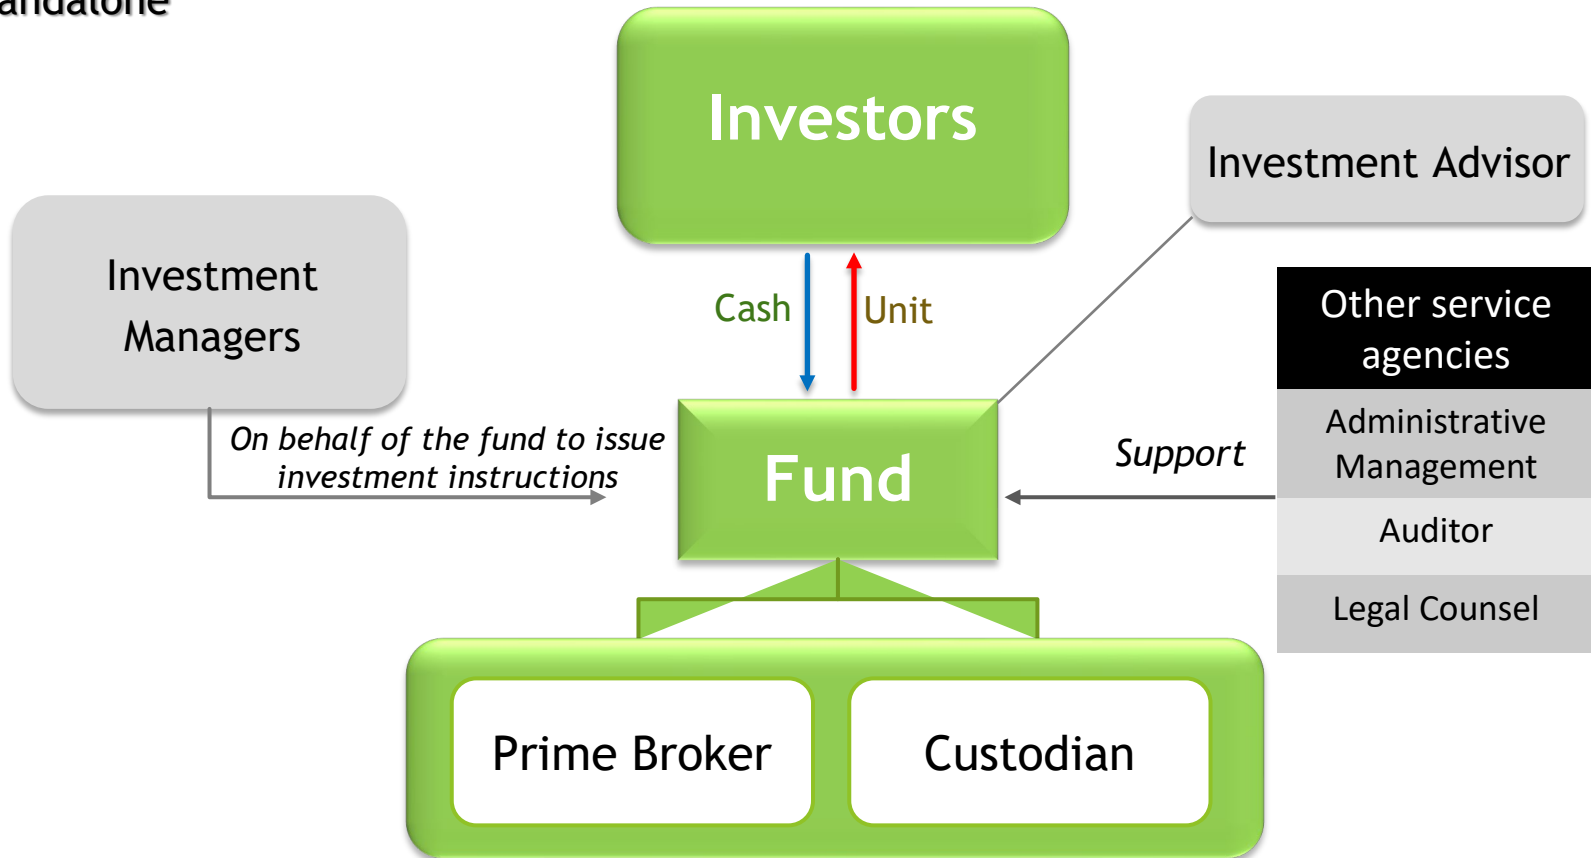 Investors
Investment Advisor
Investment
Managers
Cash
Unit
Other service
agencies
On behalf of the fund to issue
investment instructions
Fund
Support
Administrative
Management
Auditor
Legal Counsel
Prime Broker
Custodian